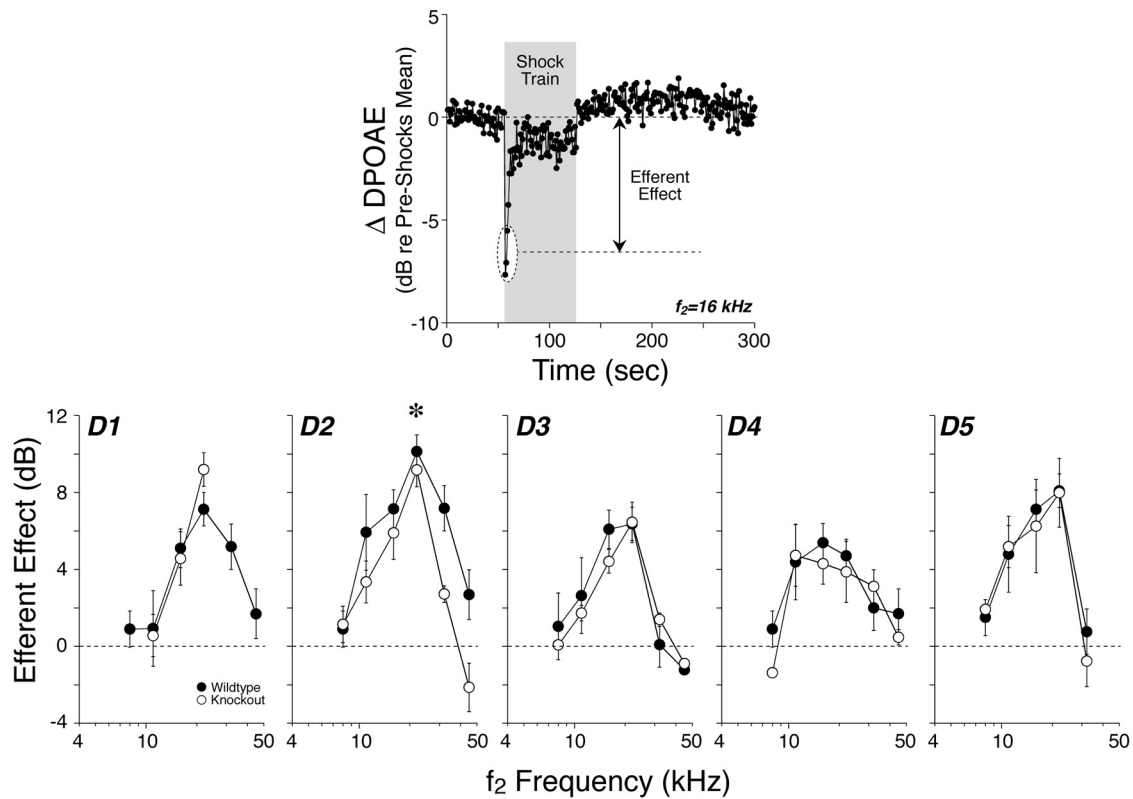 5
0
-5
-10
Δ DPOAE
(dB re Pre-Shocks Mean)
Shock
Train
Efferent
Effect
f2=16 kHz
0
100
200
300
Time (sec)
12
8
4
0
-4
Efferent Effect (dB)
D1
D2
*
D3
D4
D5
Wildtype
Knockout
4 10 50
4 10 50
4 10 50
4 10 50
4 10 50
f2 Frequency (kHz)